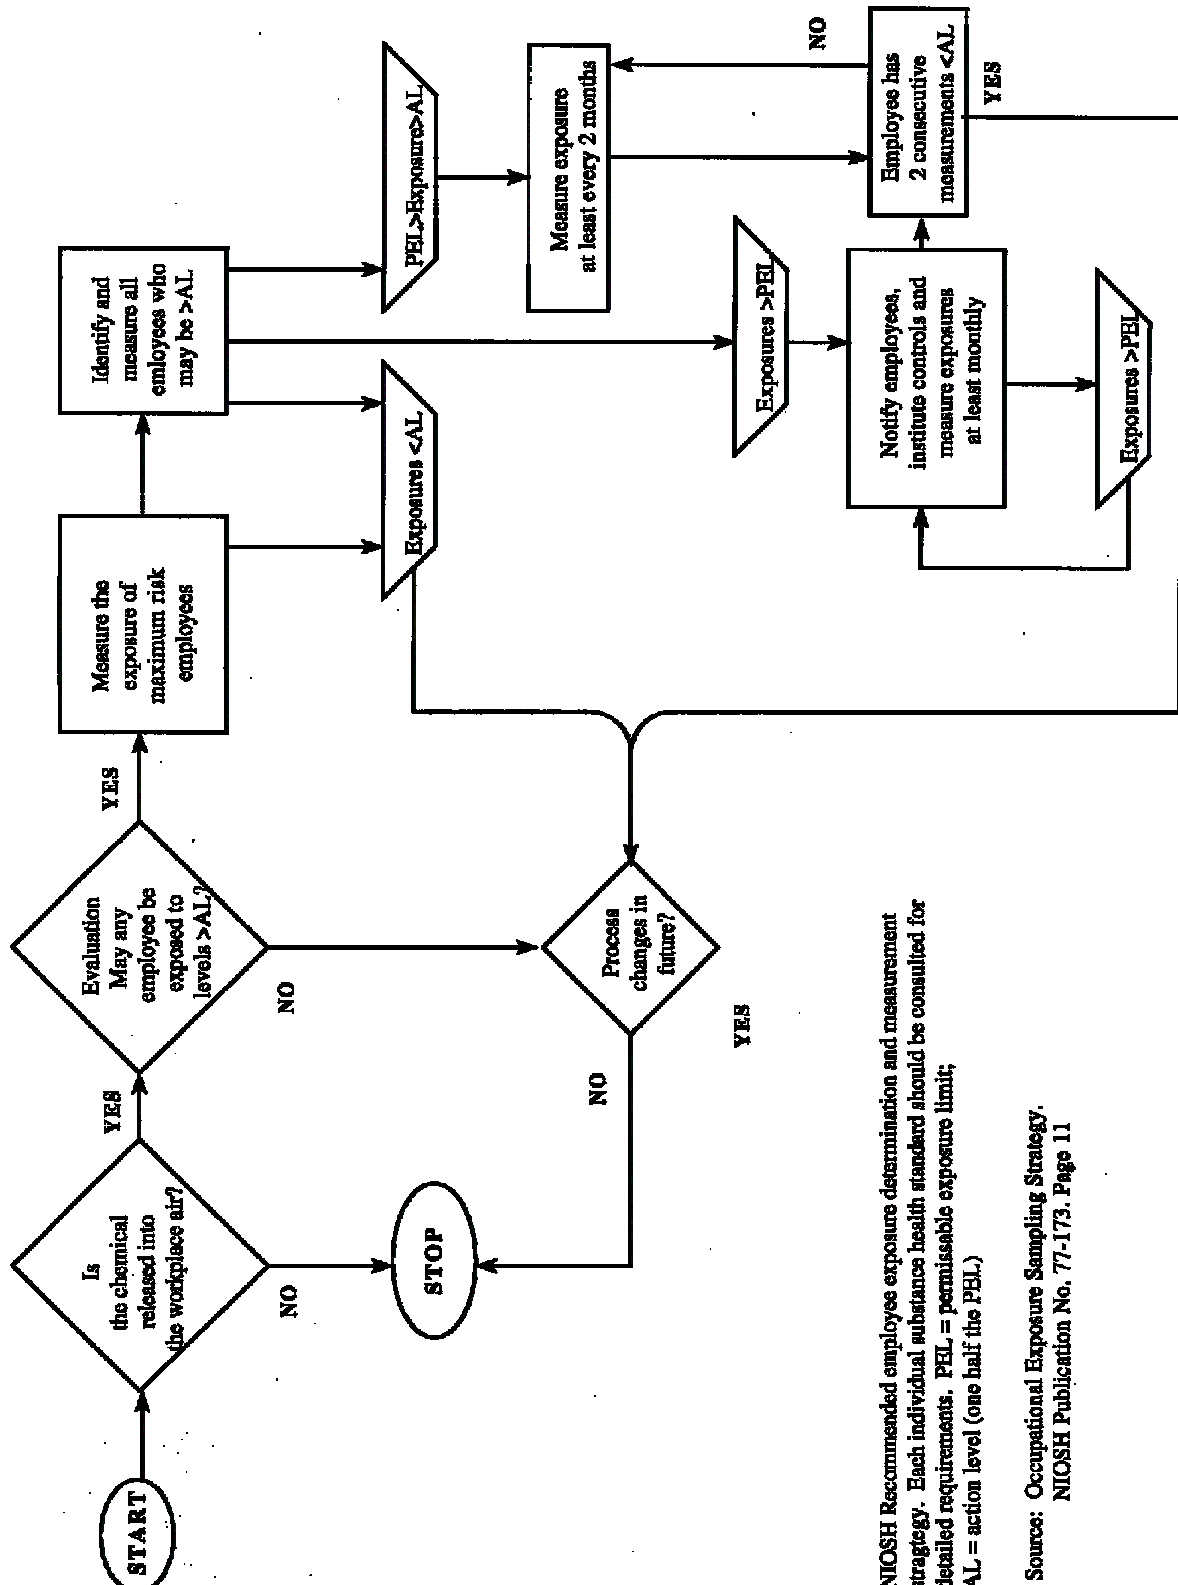 START
Is
the chemical
released into
the workplace air?
YES
NO
STOP
Evaluation
May any
employee be
exposed to
levels >AL?
YES
NO
Measure the
exposure of
maximum risk
employees
Identify and
measure all
emloyees who
may be >AL
Exposures <AL
PEL>Exposure>AL
Measure exposure
at least every 2 months
Process
changes in
future?
NO
YES
Exposures >PEL
Notify employees,
institute controls and
measure exposures
at least monthly
Employee has
2 consecutive
measurements <AL
NO
YES
Exposures >PEL
NIOSH Recommended employee exposure determination and measurement
stragtegy. Each individual substance health standard should be consulted for
detailed requirements. PEL = permissable exposure limit;
AL = action level (one half the PEL)
Source: Occupational Exposure Sampling Strategy.
NIOSH Publication No. 77-173. Page 11